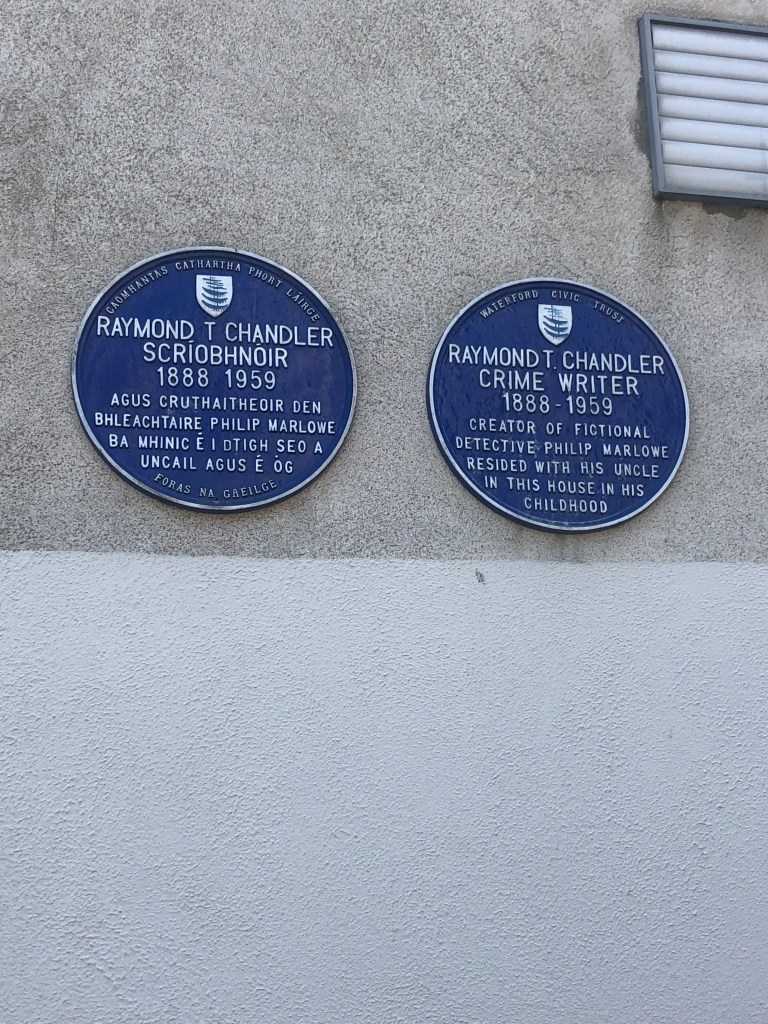 CAOMHANTAS CATHARTHA PHORT LÁIRGE
RAYMOND T CHANDLER
SCRÍOBHNÓIR
1888 1959
AGUS CRUTHAITHEOIR DEN
BHLEACHTAIRE PHILIP MARLOWE
BA MHINIC É I DTIGH SEO A
UNCAIL AGUS É ÓG
FORAS NA GAEILGE
WATERFORD CIVIC TRUST
RAYMOND T. CHANDLER
CRIME WRITER
1888-1959
CREATOR OF FICTIONAL
DETECTIVE PHILIP MARLOWE
RESIDED WITH HIS UNCLE
IN THIS HOUSE IN HIS
CHILDHOOD